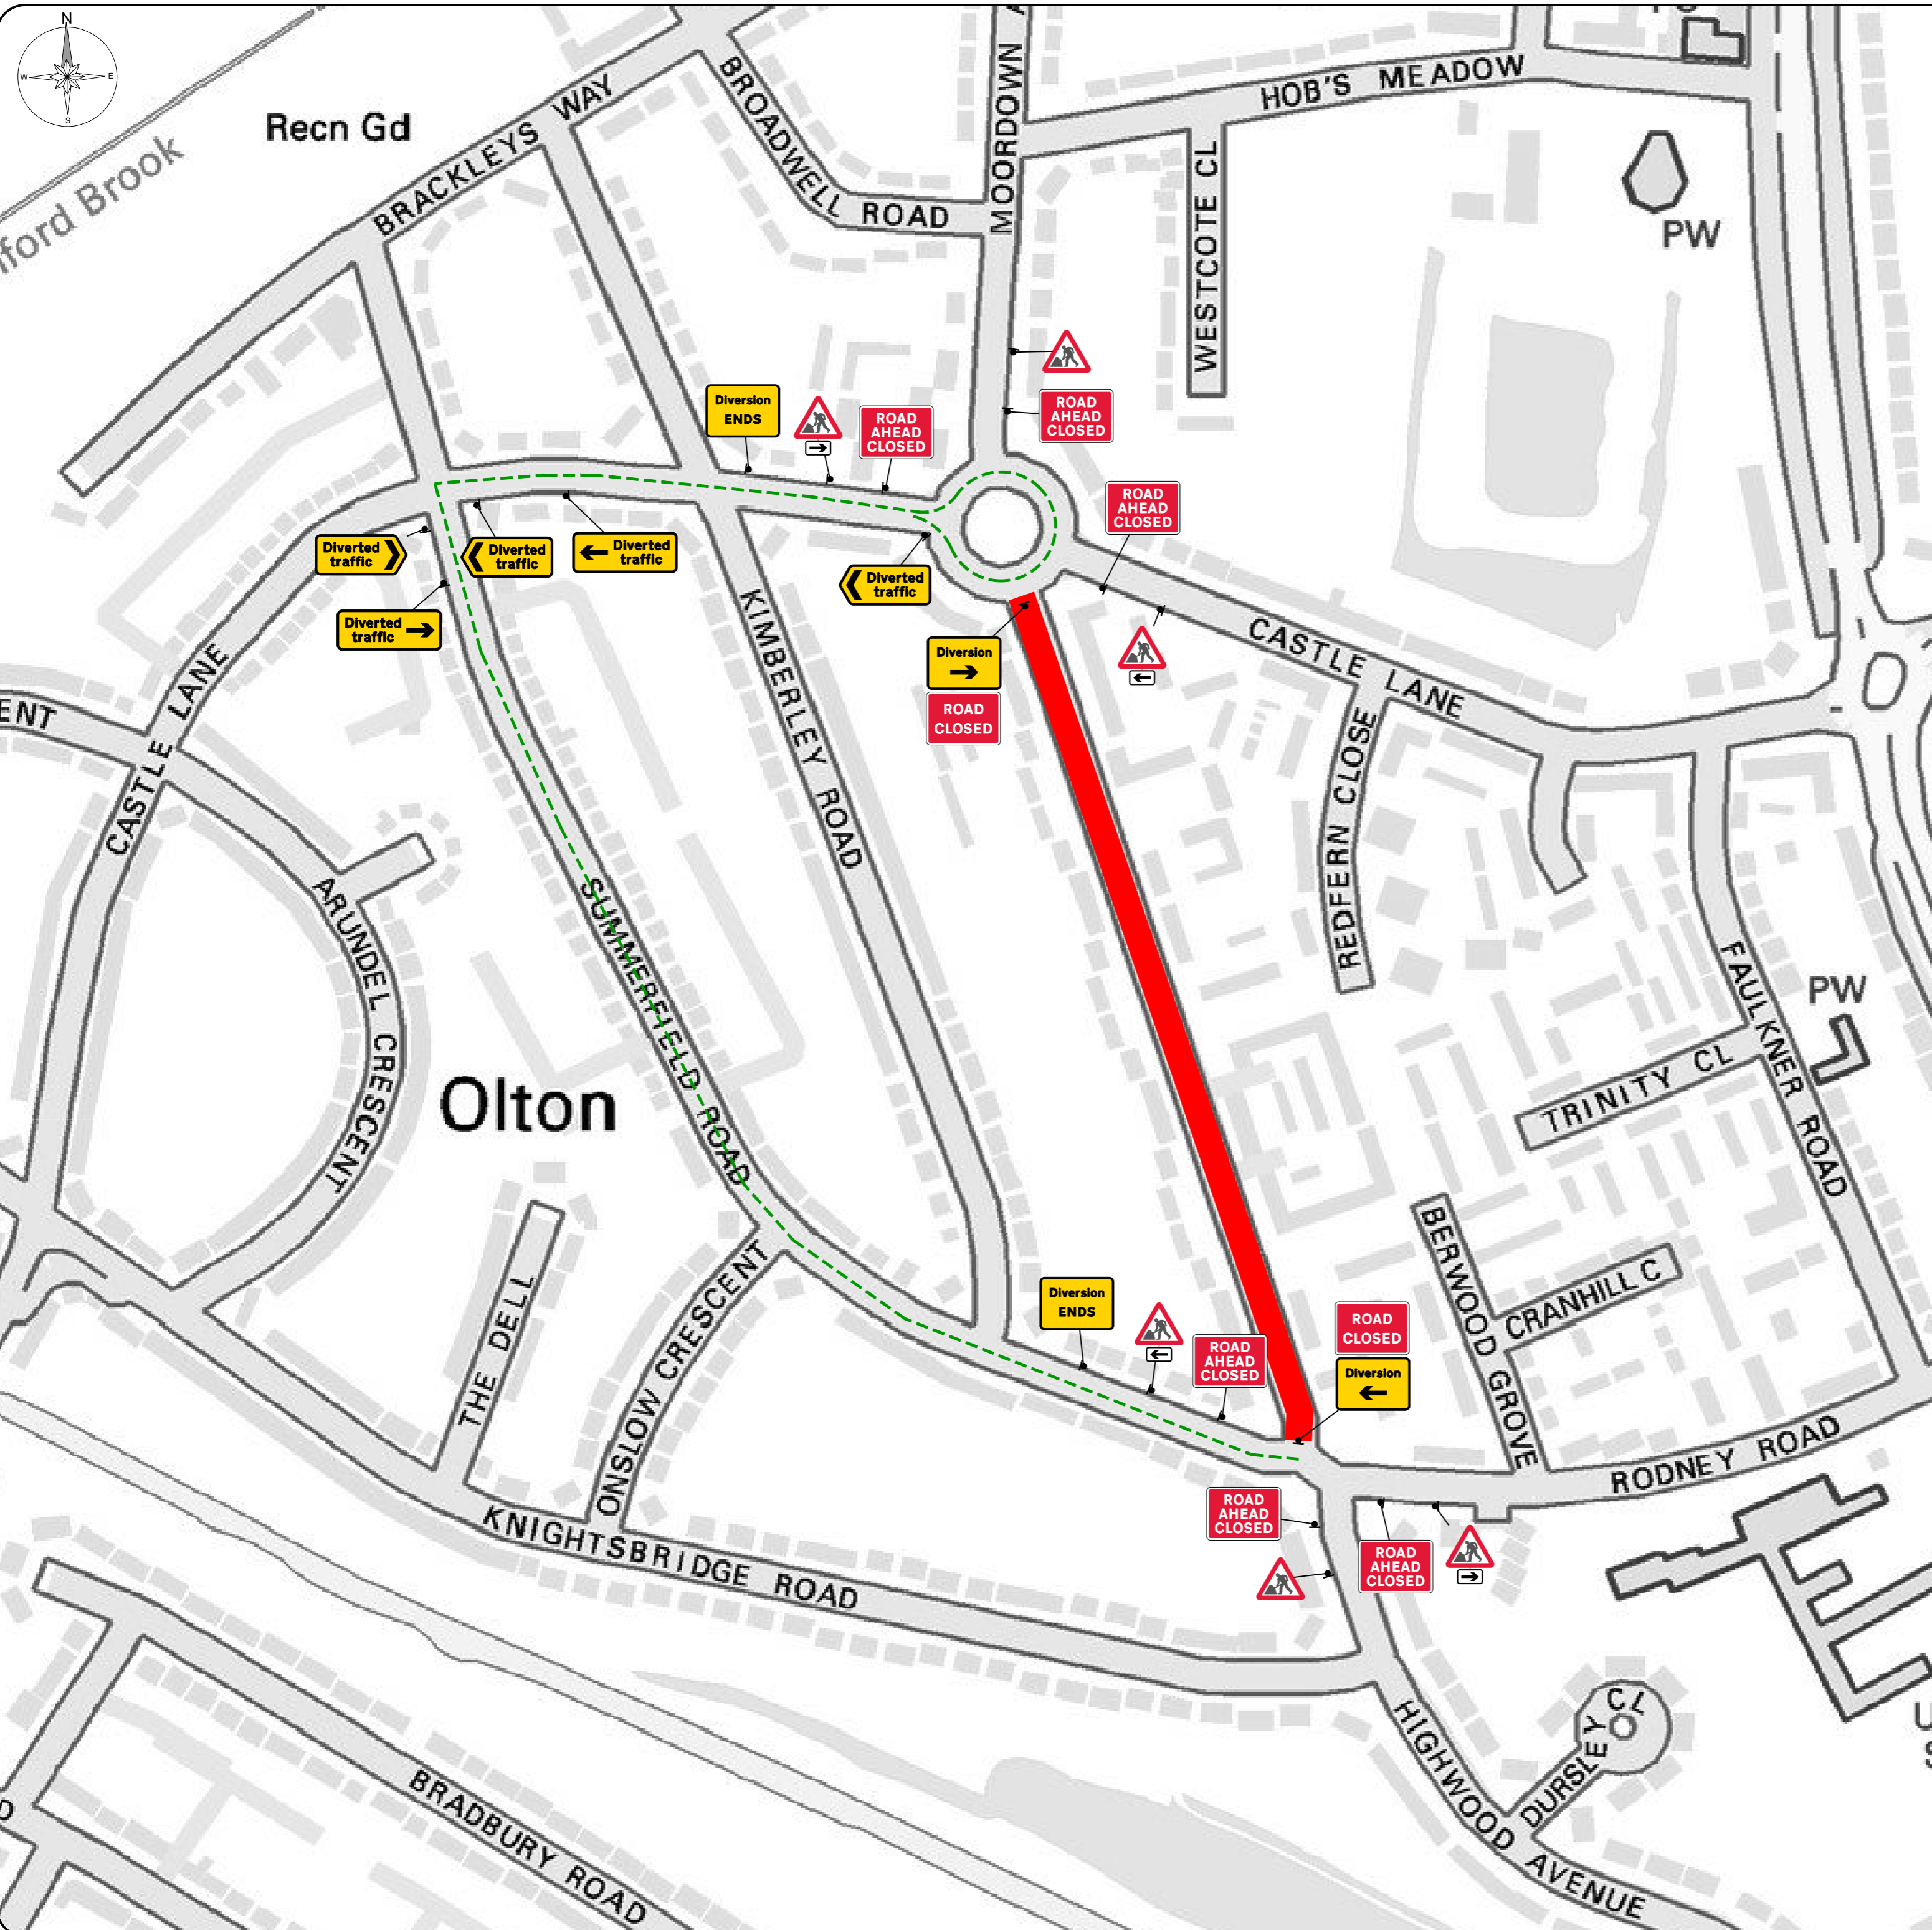 N
W
E
S
Recn Gd
BRACKLEYS WAY
BROADWELL ROAD
MOORDOWN
HOB'S MEADOW
WESTCOTE CL
PW
ford Brook
Diversion
ENDS
ROAD
AHEAD
CLOSED
ROAD
AHEAD
CLOSED
ROAD
AHEAD
CLOSED
Diverted
traffic
Diverted
traffic
Diverted
traffic
Diverted
traffic
Diverted
traffic
Diversion
ROAD
CLOSED
CASTLE LANE
CASTLE LANE
CASTLE LANE
ENT
KIMBERLEY ROAD
REDFERN CLOSE
ARUNDEL CRESCENT
SUMMERFIELD ROAD
FAULKNER ROAD
PW
TRINITY CL
Olton
BERWOOD GROVE
CRANHILL C
THE DELL
ONSLOW CRESCENT
Diversion
ENDS
ROAD
AHEAD
CLOSED
ROAD
CLOSED
Diversion
RODNEY ROAD
ROAD
AHEAD
CLOSED
ROAD
AHEAD
CLOSED
KNIGHTSBRIDGE ROAD
HIGHWOOD AVENUE
DURSLEY CL
BRADBURY ROAD